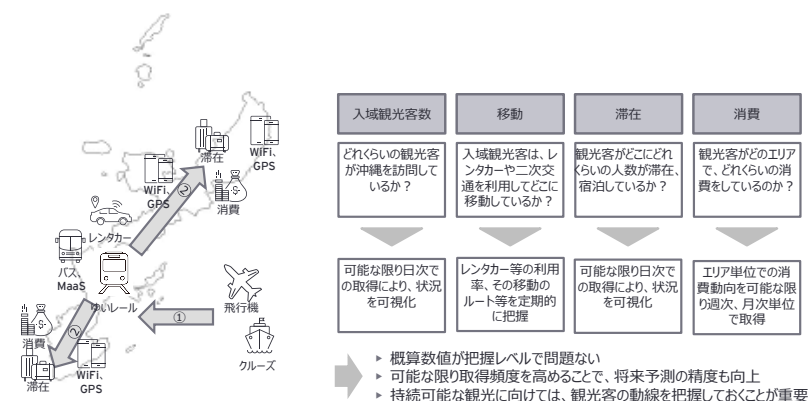 滞在
WiFi、
GPS
WiFi、
GPS
②
消費
レンタカー
バス、
MaaS
ゆいレール
①
飛行機
②
消費
クルーズ
滞在
WiFi、
GPS
入域観光客数
移動
滞在
消費
どれくらいの観光客
が沖縄を訪問して
いるか？
入域観光客は、レ
ンタカーや二次交
通を利用してどこに
移動しているか？
観光客がどこにどれ
くらいの人数が滞在、
宿泊しているか？
観光客がどのエリア
で、どれくらいの消
費をしているのか？
可能な限り日次で
の取得により、状況
を可視化
レンタカー等の利用
率、その移動の
ルート等を定期的
に把握
可能な限り日次で
の取得により、状況
を可視化
エリア単位での消
費動向を可能な限
り週次、月次単位
で取得
概算数値が把握レベルで問題ない
可能な限り取得頻度を高めることで、将来予測の精度も向上
持続可能な観光に向けては、観光客の動線を把握しておくことが重要